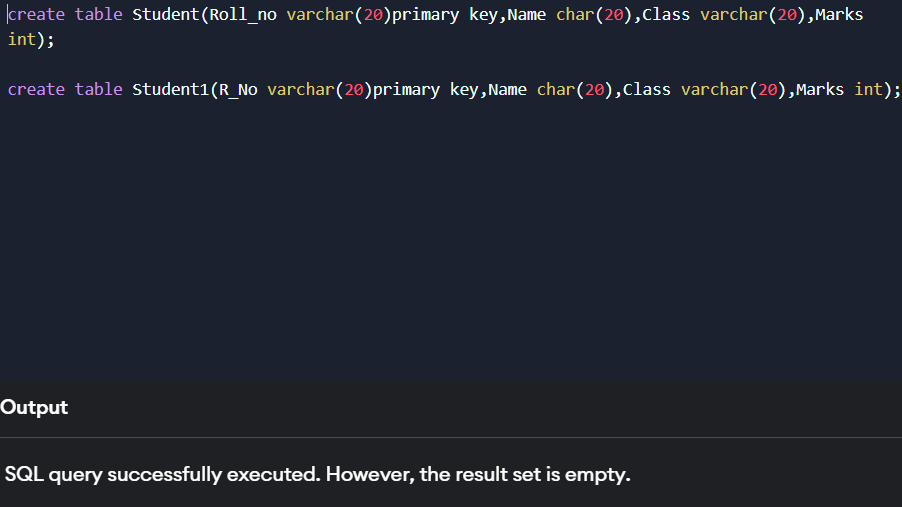 create table Student(Roll_no varchar(20)primary key,Name char(20),Class varchar(20),Marks
int);
create table Student1(R_No varchar(20)primary key,Name char(20),Class varchar(20),Marks int);
Output
SQL query successfully executed. However, the result set is empty.